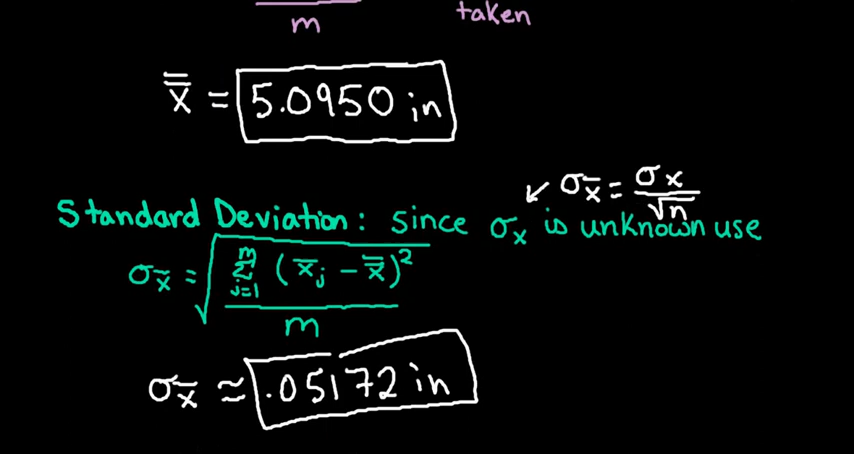 m
taken
x̿ = 5.0950 in
↙ σx̄ = σx/√n
Standard Deviation: since σx is unknown use
σx̄ = √(∑_{j=1}^{m} (x̄j − x̿)² / m)
σx̄ ≈ .05172 in